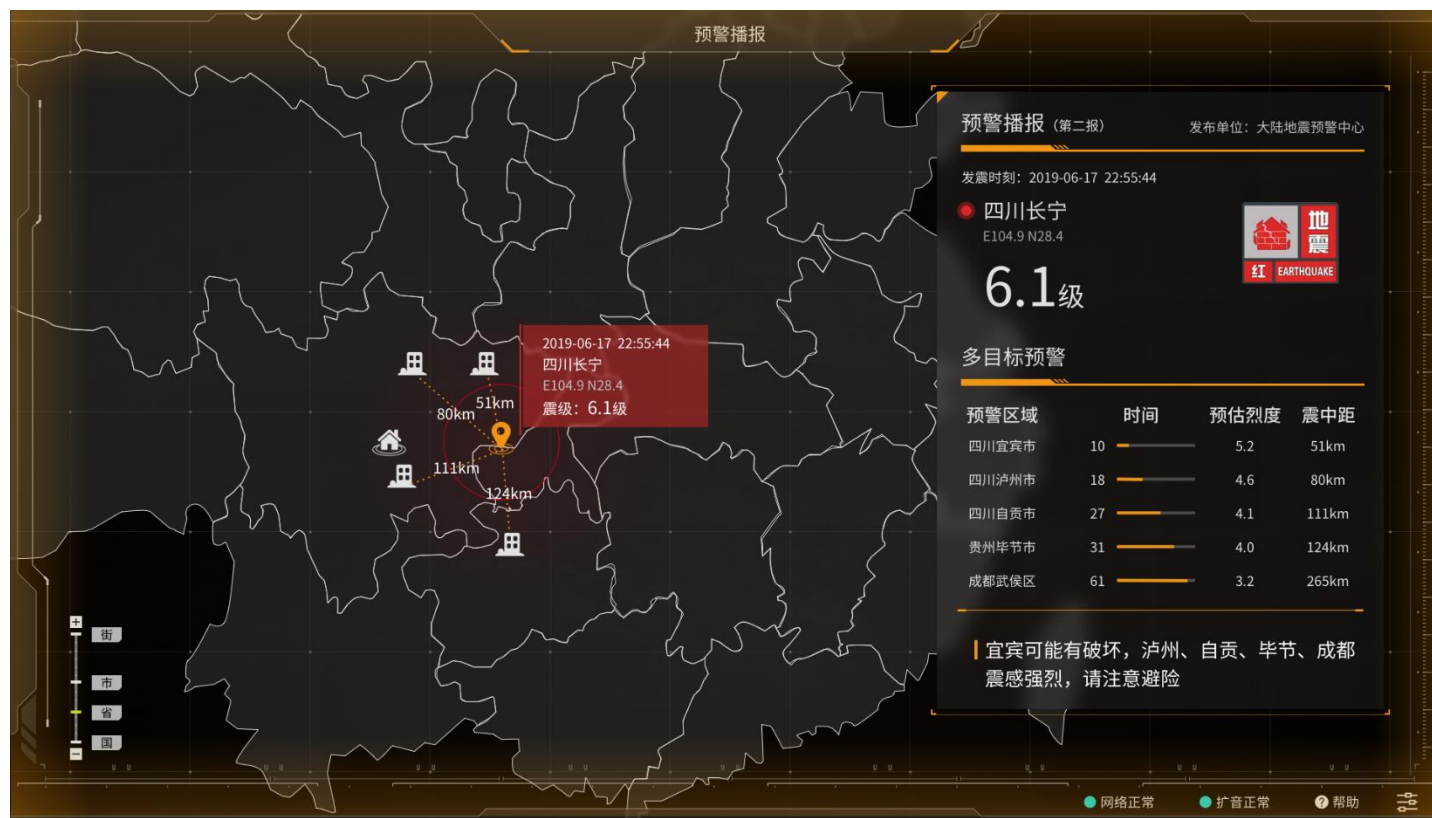 预警播报
预警播报（第二报） 发布单位：大陆地震预警中心
发震时刻：2019-06-17 22:55:44
四川长宁
E104.9 N28.4
6.1级
地震
红 EARTHQUAKE
多目标预警
预警区域 时间 预估烈度 震中距
四川宜宾市 10 5.2 51km
四川泸州市 18 4.6 80km
四川自贡市 27 4.1 111km
贵州毕节市 31 4.0 124km
成都武侯区 61 3.2 265km
宜宾可能有破坏，泸州、自贡、毕节、成都
震感强烈，请注意避险
2019-06-17 22:55:44
四川长宁
E104.9 N28.4
震级：6.1级
51km
80km
111km
124km
+
街
市
省
国
−
网络正常 扩音正常 ? 帮助